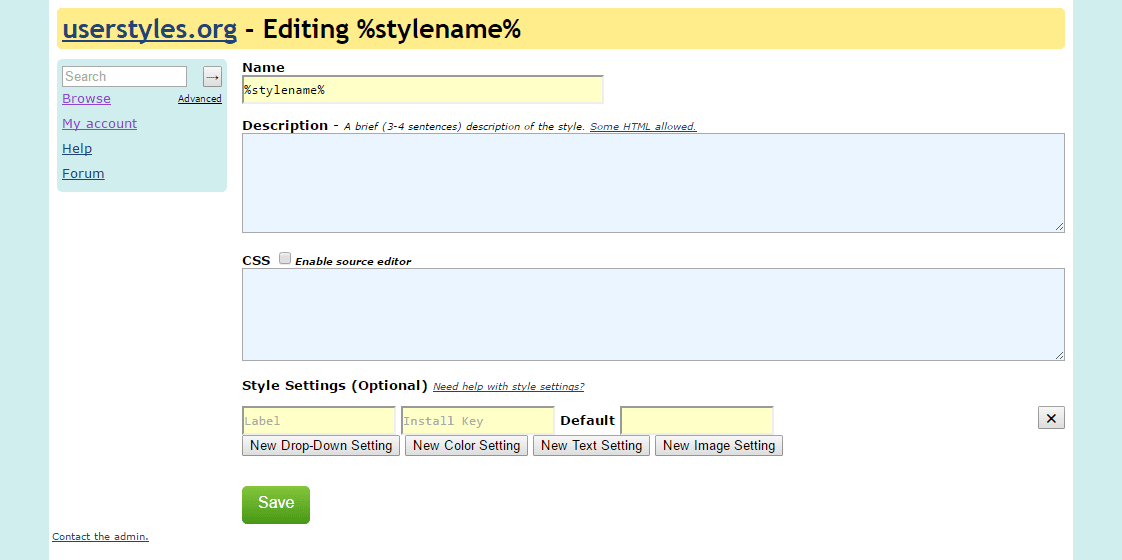 userstyles.org - Editing %stylename%
Search →
Browse Advanced
My account
Help
Forum
Name
%stylename%
Description - A brief (3-4 sentences) description of the style. Some HTML allowed.
CSS Enable source editor
Style Settings (Optional) Need help with style settings?
Label Install Key Default ✕
New Drop-Down Setting New Color Setting New Text Setting New Image Setting
Save
Contact the admin.